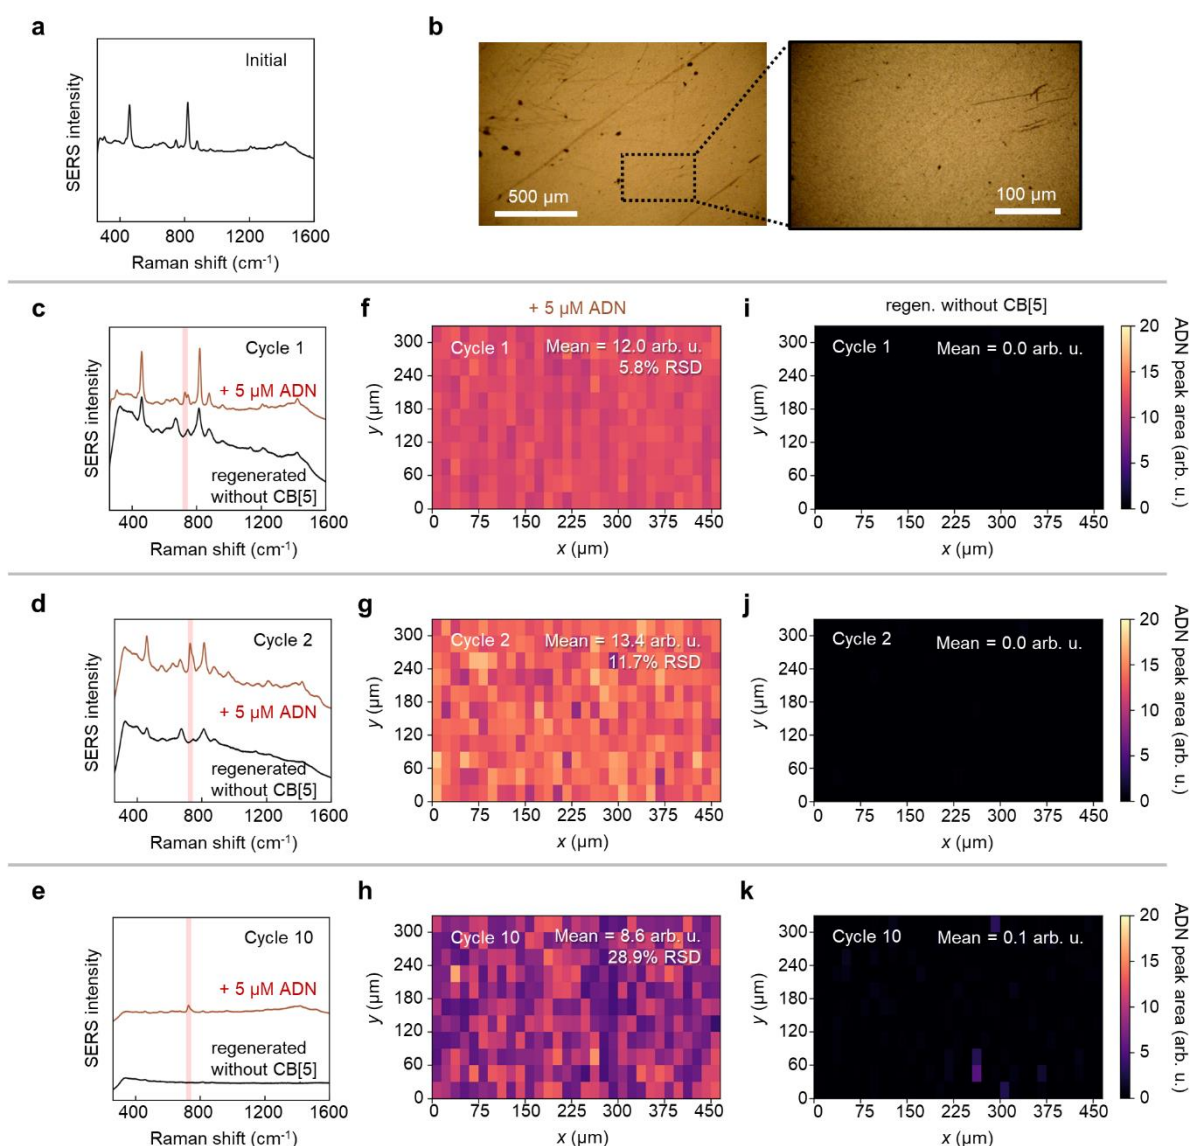 a
Initial
SERS intensity
400 800 1200 1600
Raman shift (cm⁻¹)
b
500 µm
100 µm
c
Cycle 1
+ 5 µM ADN
regenerated
without CB[5]
SERS intensity
400 800 1200 1600
Raman shift (cm⁻¹)
f
+ 5 µM ADN
Cycle 1
Mean = 12.0 arb. u.
5.8% RSD
y (µm)
300
240
180
120
60
0
0 75 150 225 300 375 450
x (µm)
i
regen. without CB[5]
Cycle 1
Mean = 0.0 arb. u.
y (µm)
300
240
180
120
60
0
0 75 150 225 300 375 450
x (µm)
20
15
10
5
0
ADN peak area (arb. u.)
d
Cycle 2
+ 5 µM ADN
regenerated
without CB[5]
SERS intensity
400 800 1200 1600
Raman shift (cm⁻¹)
g
Cycle 2
Mean = 13.4 arb. u.
11.7% RSD
y (µm)
300
240
180
120
60
0
0 75 150 225 300 375 450
x (µm)
j
Cycle 2
Mean = 0.0 arb. u.
y (µm)
300
240
180
120
60
0
0 75 150 225 300 375 450
x (µm)
20
15
10
5
0
ADN peak area (arb. u.)
e
Cycle 10
+ 5 µM ADN
regenerated
without CB[5]
SERS intensity
400 800 1200 1600
Raman shift (cm⁻¹)
h
Cycle 10
Mean = 8.6 arb. u.
28.9% RSD
y (µm)
300
240
180
120
60
0
0 75 150 225 300 375 450
x (µm)
k
Cycle 10
Mean = 0.1 arb. u.
y (µm)
300
240
180
120
60
0
0 75 150 225 300 375 450
x (µm)
20
15
10
5
0
ADN peak area (arb. u.)